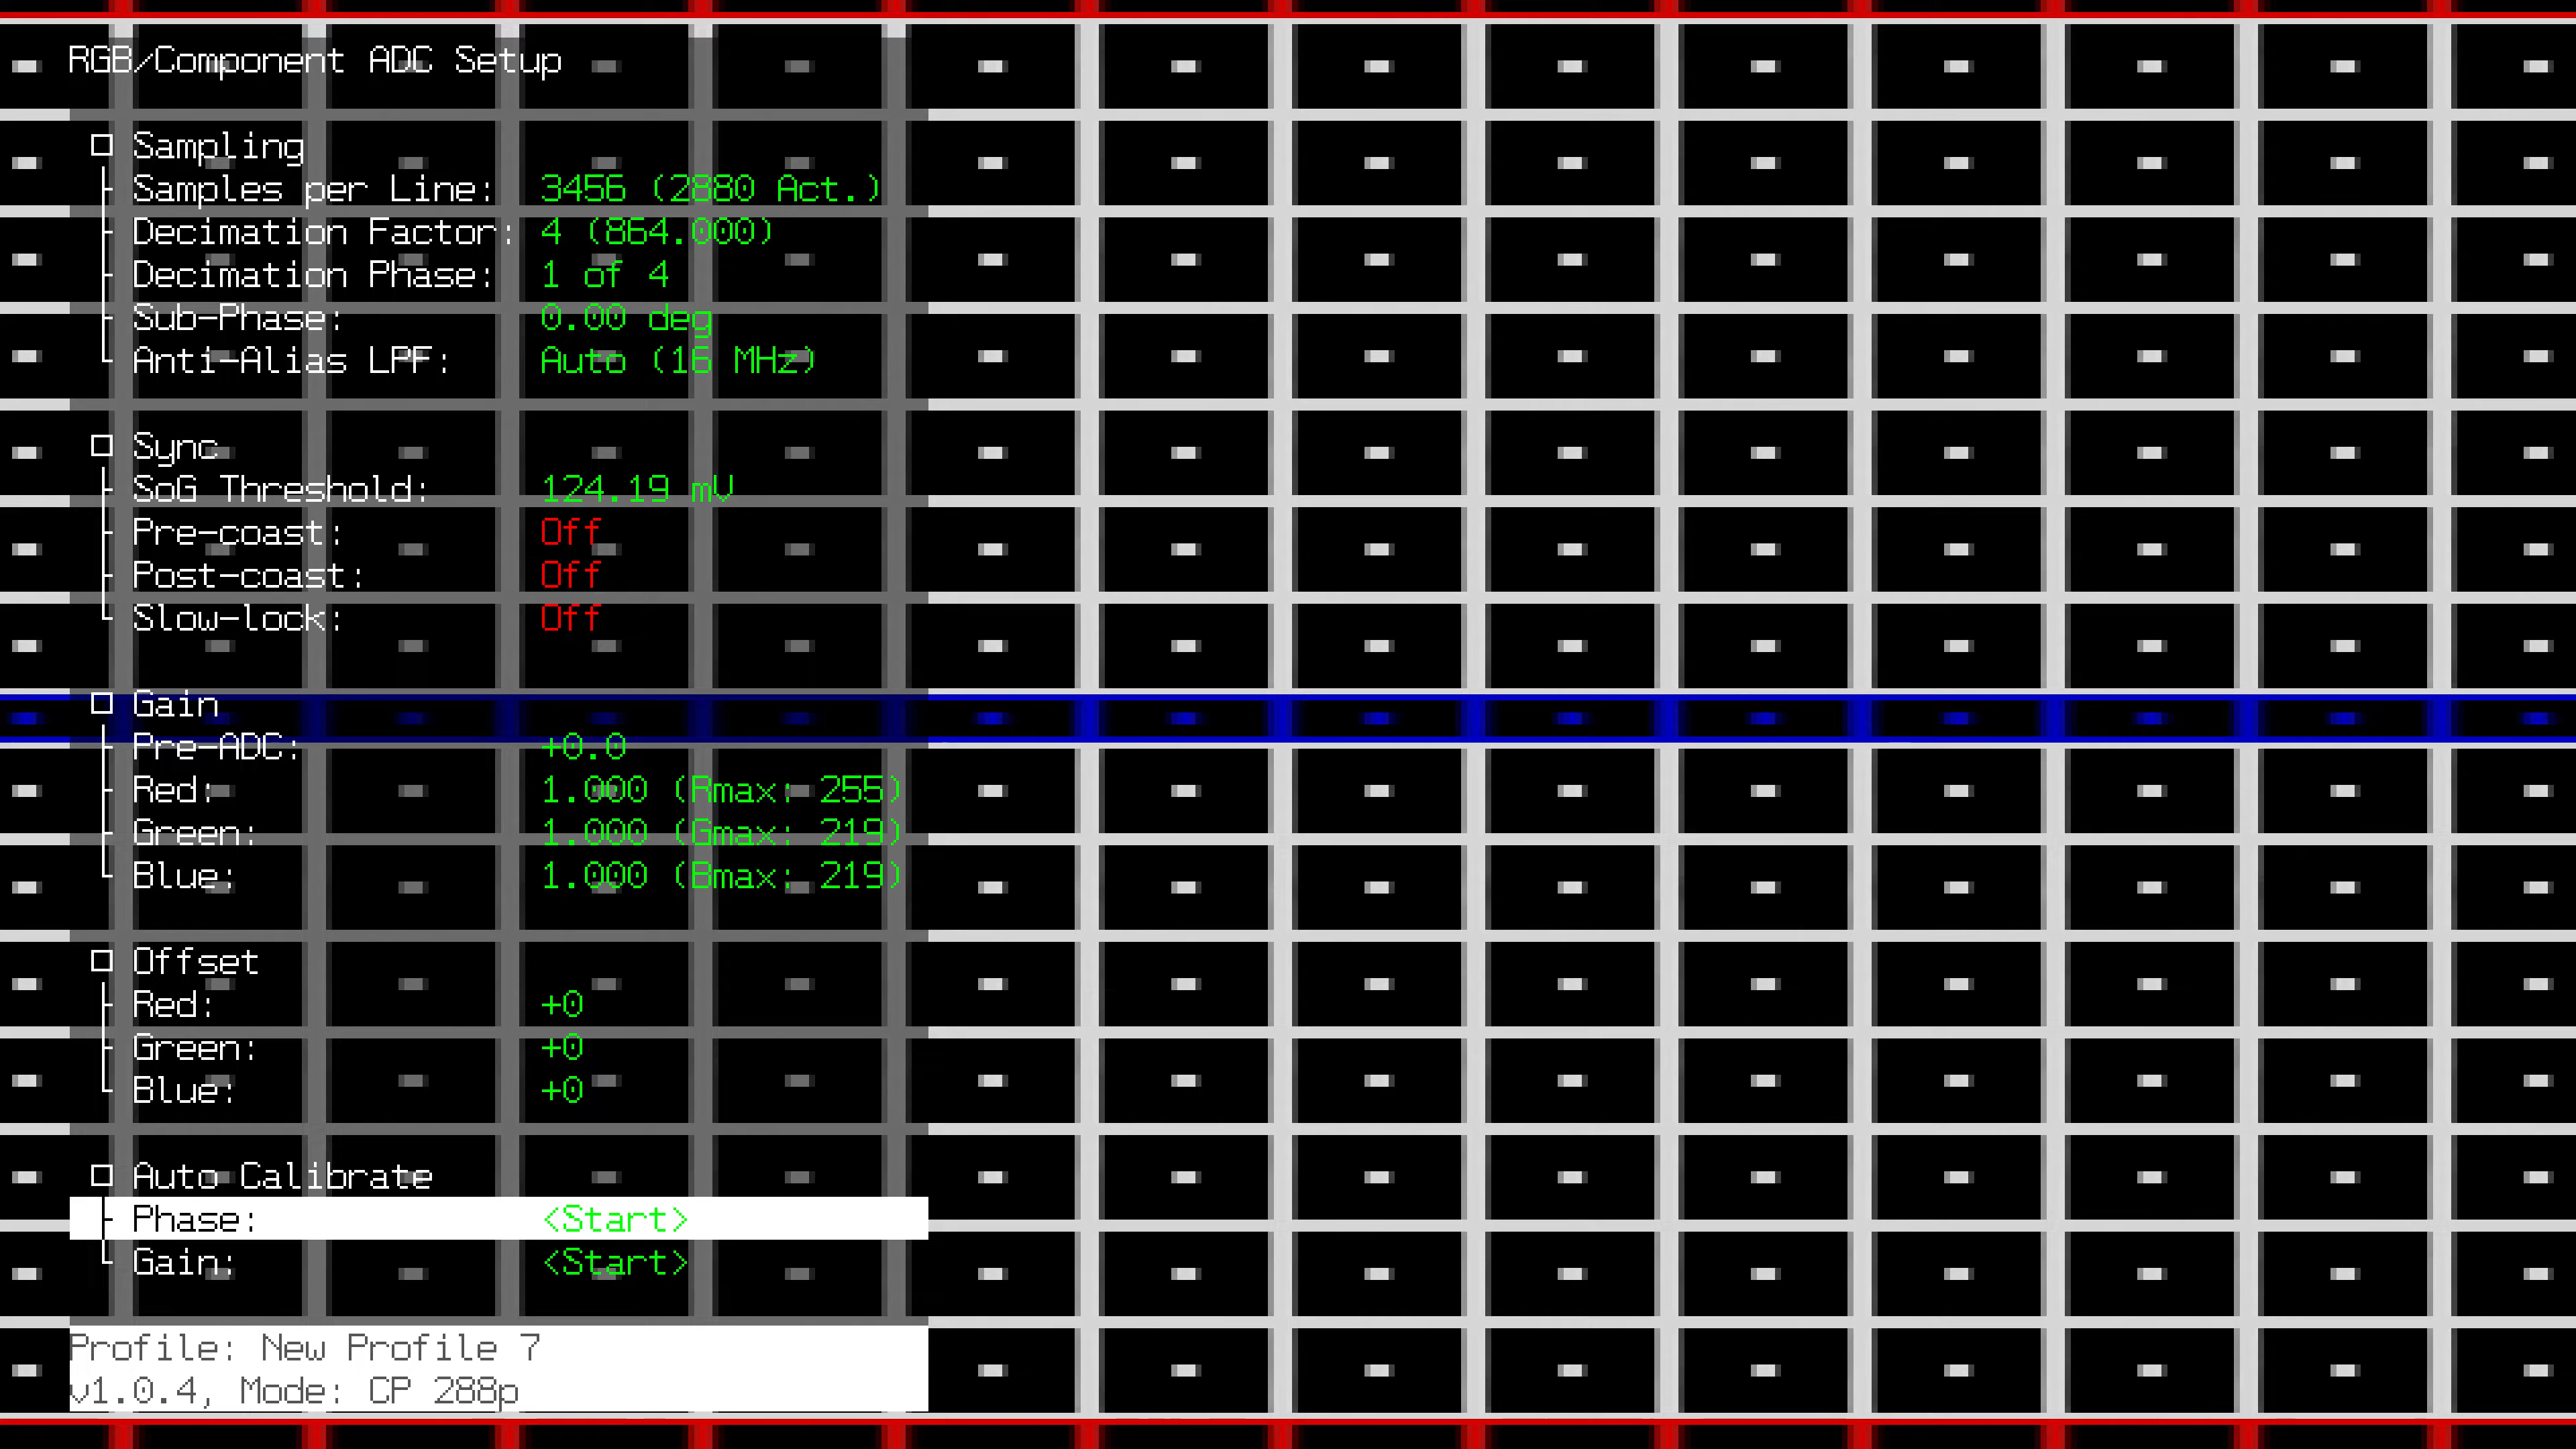 RGB/Component ADC Setup
Sampling
Samples per Line: 3456 (2880 Act.)
Decimation Factor: 4 (864.000)
Decimation Phase: 1 of 4
Sub-Phase: 0.00 deg
Anti-Alias LPF: Auto (16 MHz)
Sync
SoG Threshold: 124.19 mV
Pre-coast: Off
Post-coast: Off
Slow-lock: Off
Gain
Pre-ADC: +0.0
Red: 1.000 (Rmax: 255)
Green: 1.000 (Gmax: 219)
Blue: 1.000 (Bmax: 219)
Offset
Red: +0
Green: +0
Blue: +0
Auto Calibrate
Phase: <Start>
Gain: <Start>
Profile: New Profile 7
v1.0.4, Mode: CP 288p